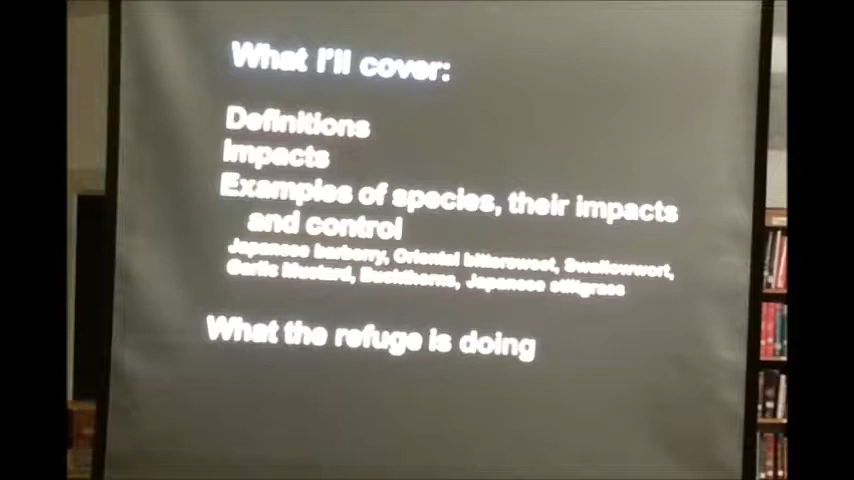 What I'll cover:
Definitions
Impacts
Examples of species, their impacts
and control
Japanese barberry, Oriental bittersweet, Swallowwort,
Garlic Mustard, Buckthorns, Japanese stiltgrass
What the refuge is doing